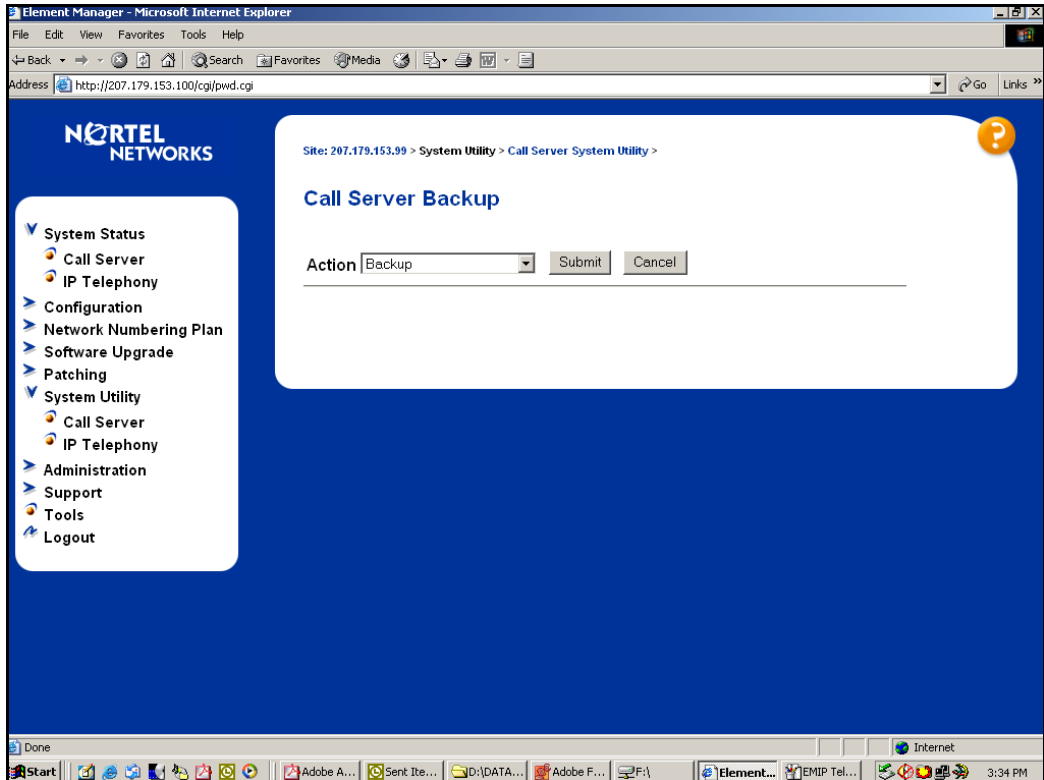 Element Manager - Microsoft Internet Explorer
File Edit View Favorites Tools Help
Back Search Favorites Media
Address http://207.179.153.100/cgi/pwd.cgi Go Links »
NORTEL
NETWORKS
System Status
Call Server
IP Telephony
Configuration
Network Numbering Plan
Software Upgrade
Patching
System Utility
Call Server
IP Telephony
Administration
Support
Tools
Logout
Site: 207.179.153.99 > System Utility > Call Server System Utility >
?
Call Server Backup
Action Backup Submit Cancel
Done Internet
Start Adobe A... Sent Ite... D:\DATA... Adobe F... F:\ Element... EMIP Tel... 3:34 PM